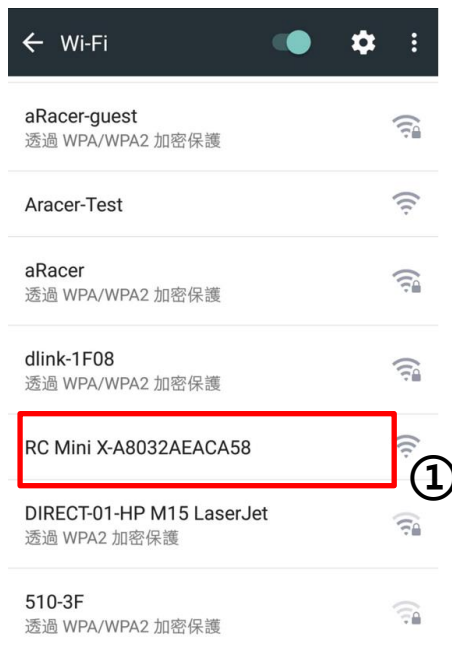 Wi-Fi
aRacer-guest
透過 WPA/WPA2 加密保護
Aracer-Test
aRacer
透過 WPA/WPA2 加密保護
dlink-1F08
透過 WPA/WPA2 加密保護
RC Mini X-A8032AEACA58
①
DIRECT-01-HP M15 LaserJet
透過 WPA2 加密保護
510-3F
透過 WPA/WPA2 加密保護